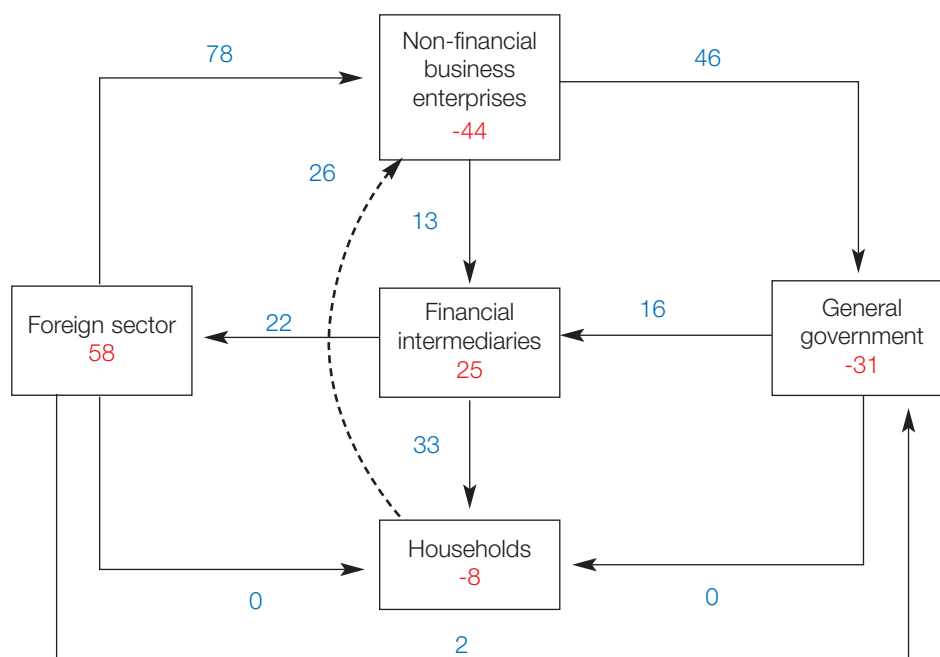 78
Non-financial
business
enterprises
-44
46
26
13
Foreign sector
58
22
Financial
intermediaries
25
16
General
government
-31
33
Households
-8
0
0
2